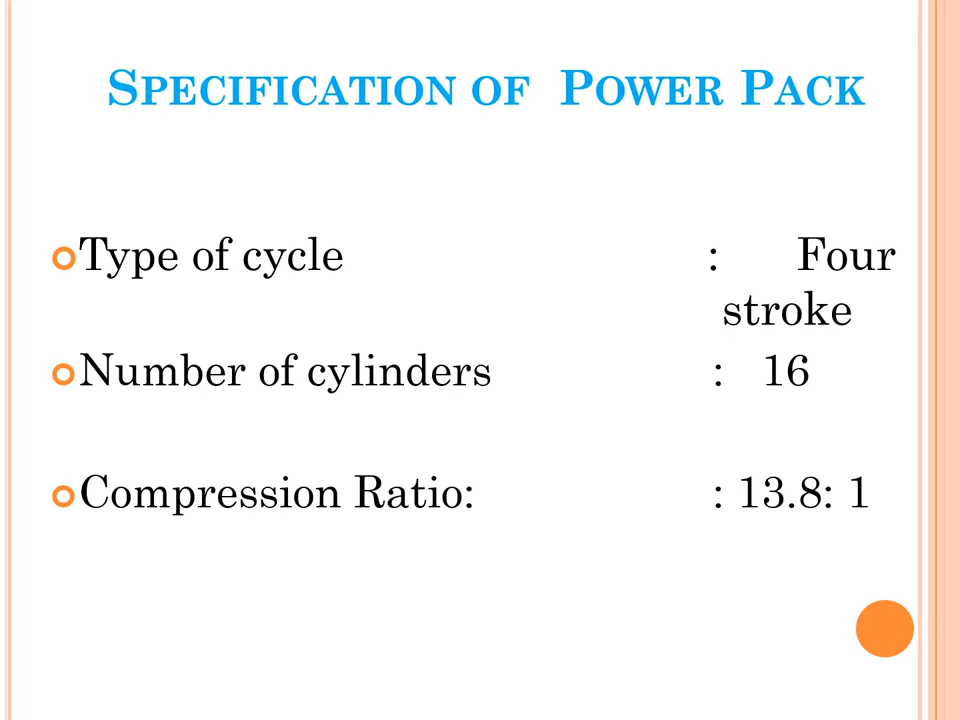 SPECIFICATION OF POWER PACK
Type of cycle : Four
stroke
Number of cylinders : 16
Compression Ratio: : 13.8: 1